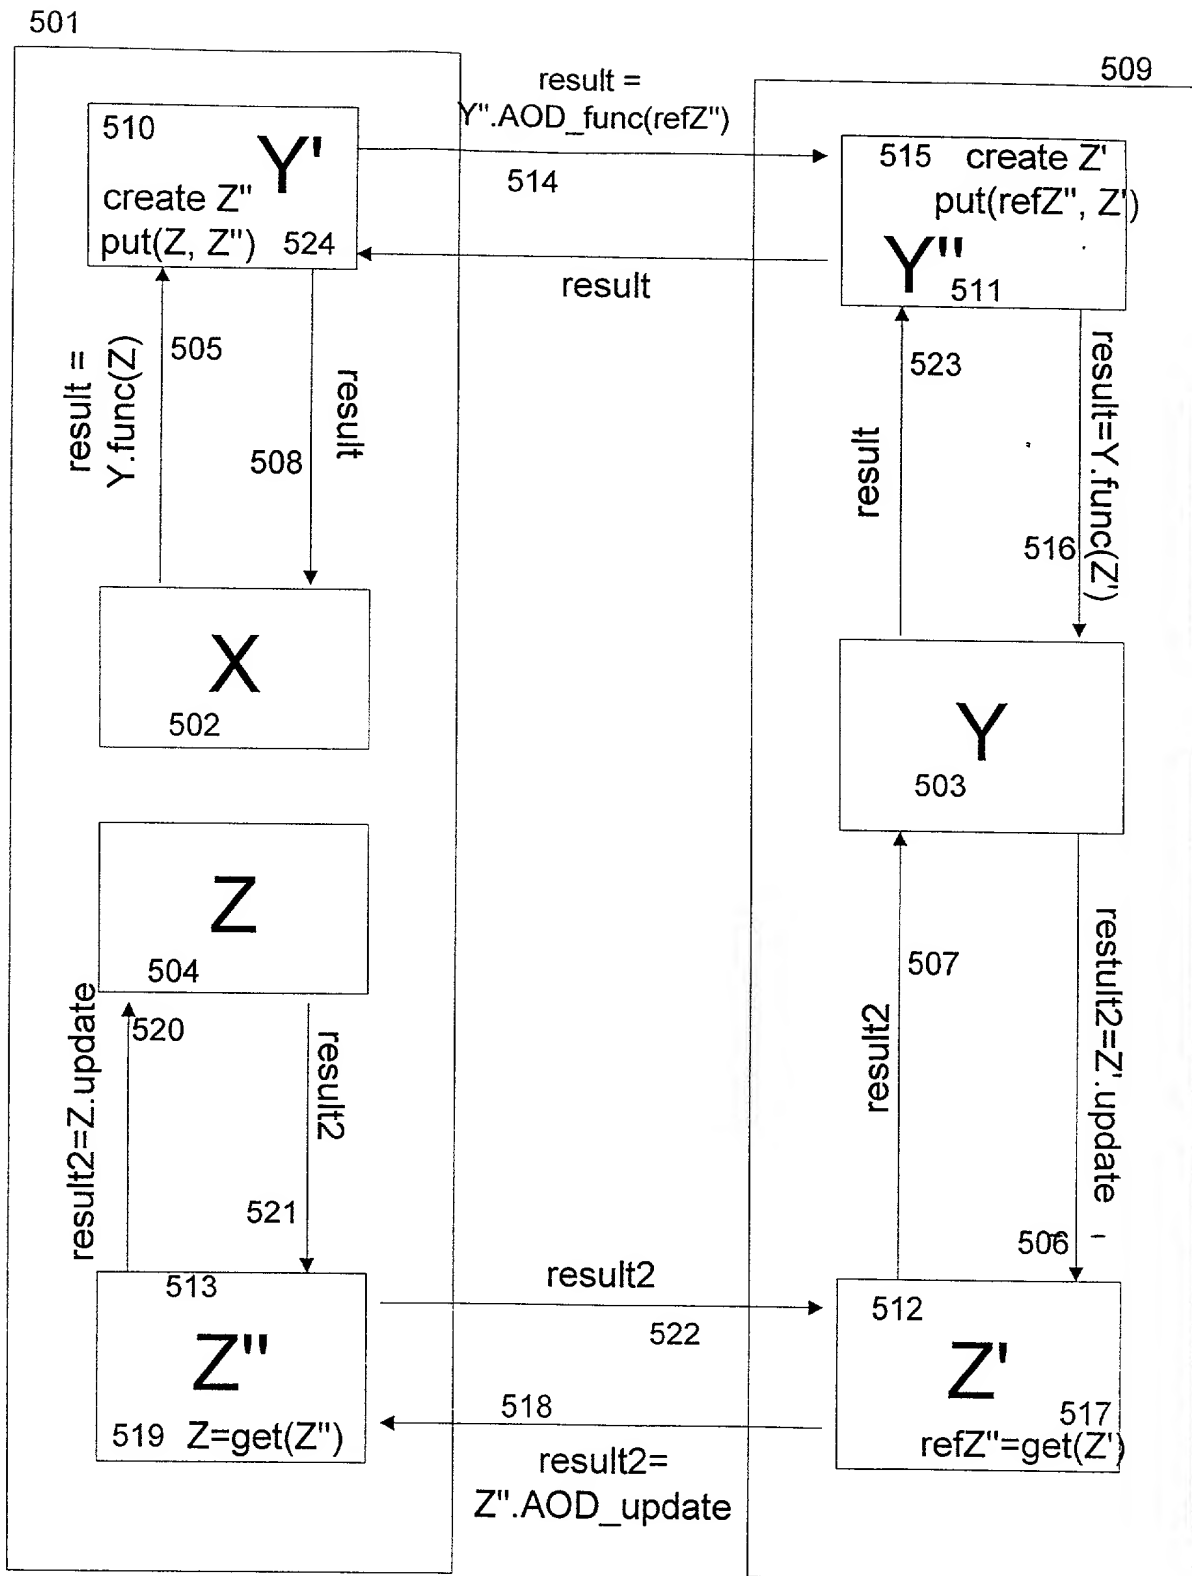 501
509
result =
Y".AOD_func(refZ")
510
Y'
create Z"
put(Z, Z")
524
514
515 create Z'
put(refZ", Z')
Y"
511
result
result =
Y.func(Z)
505
508
result
523
result
516
result=Y.func(Z')
X
502
Y
503
Z
504
result2=Z.update
520
result2
521
507
result2
restult2=Z'.update
506
513
Z"
519 Z=get(Z")
result2
522
518
result2=
Z".AOD_update
512
Z'
517
refZ"=get(Z')